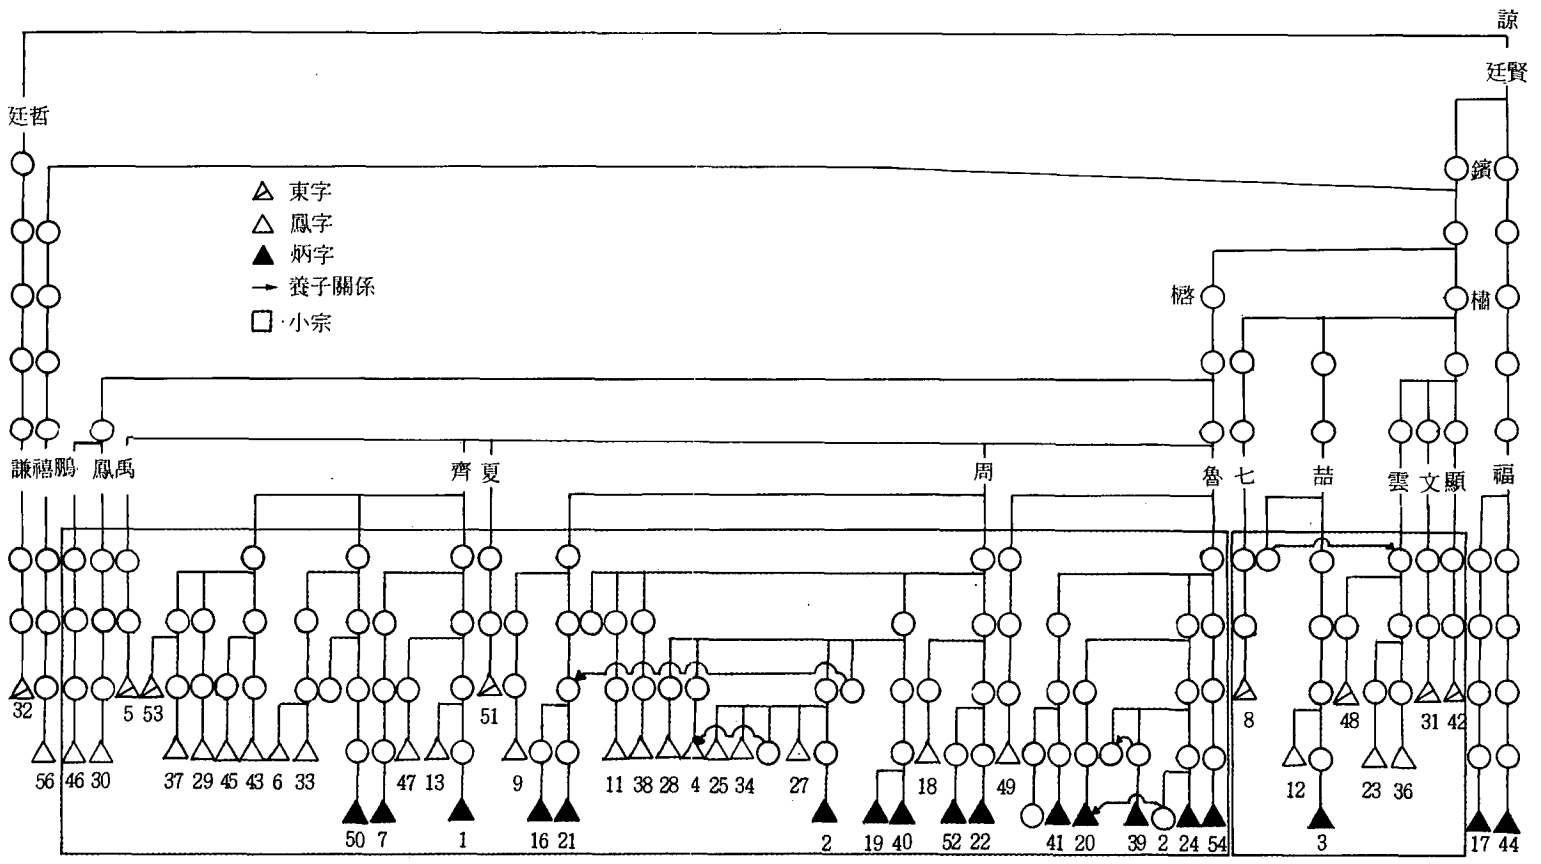 諒
廷賢
廷哲
鑌
東字
鳳字
炳字
養子關係
小宗
橚
謙 禧 鵬 鳳 禹 齊 夏 周 魯 七 喆 雲 文 顯 福
32 5 53 51 8 48 31 42
56 46 30 37 29 45 43 6 33 47 13 9 11 38 28 4 25 34 27 18 49 12 23 36
50 7 1 16 21 2 19 40 52 22 41 20 39 2 24 54 3 17 44